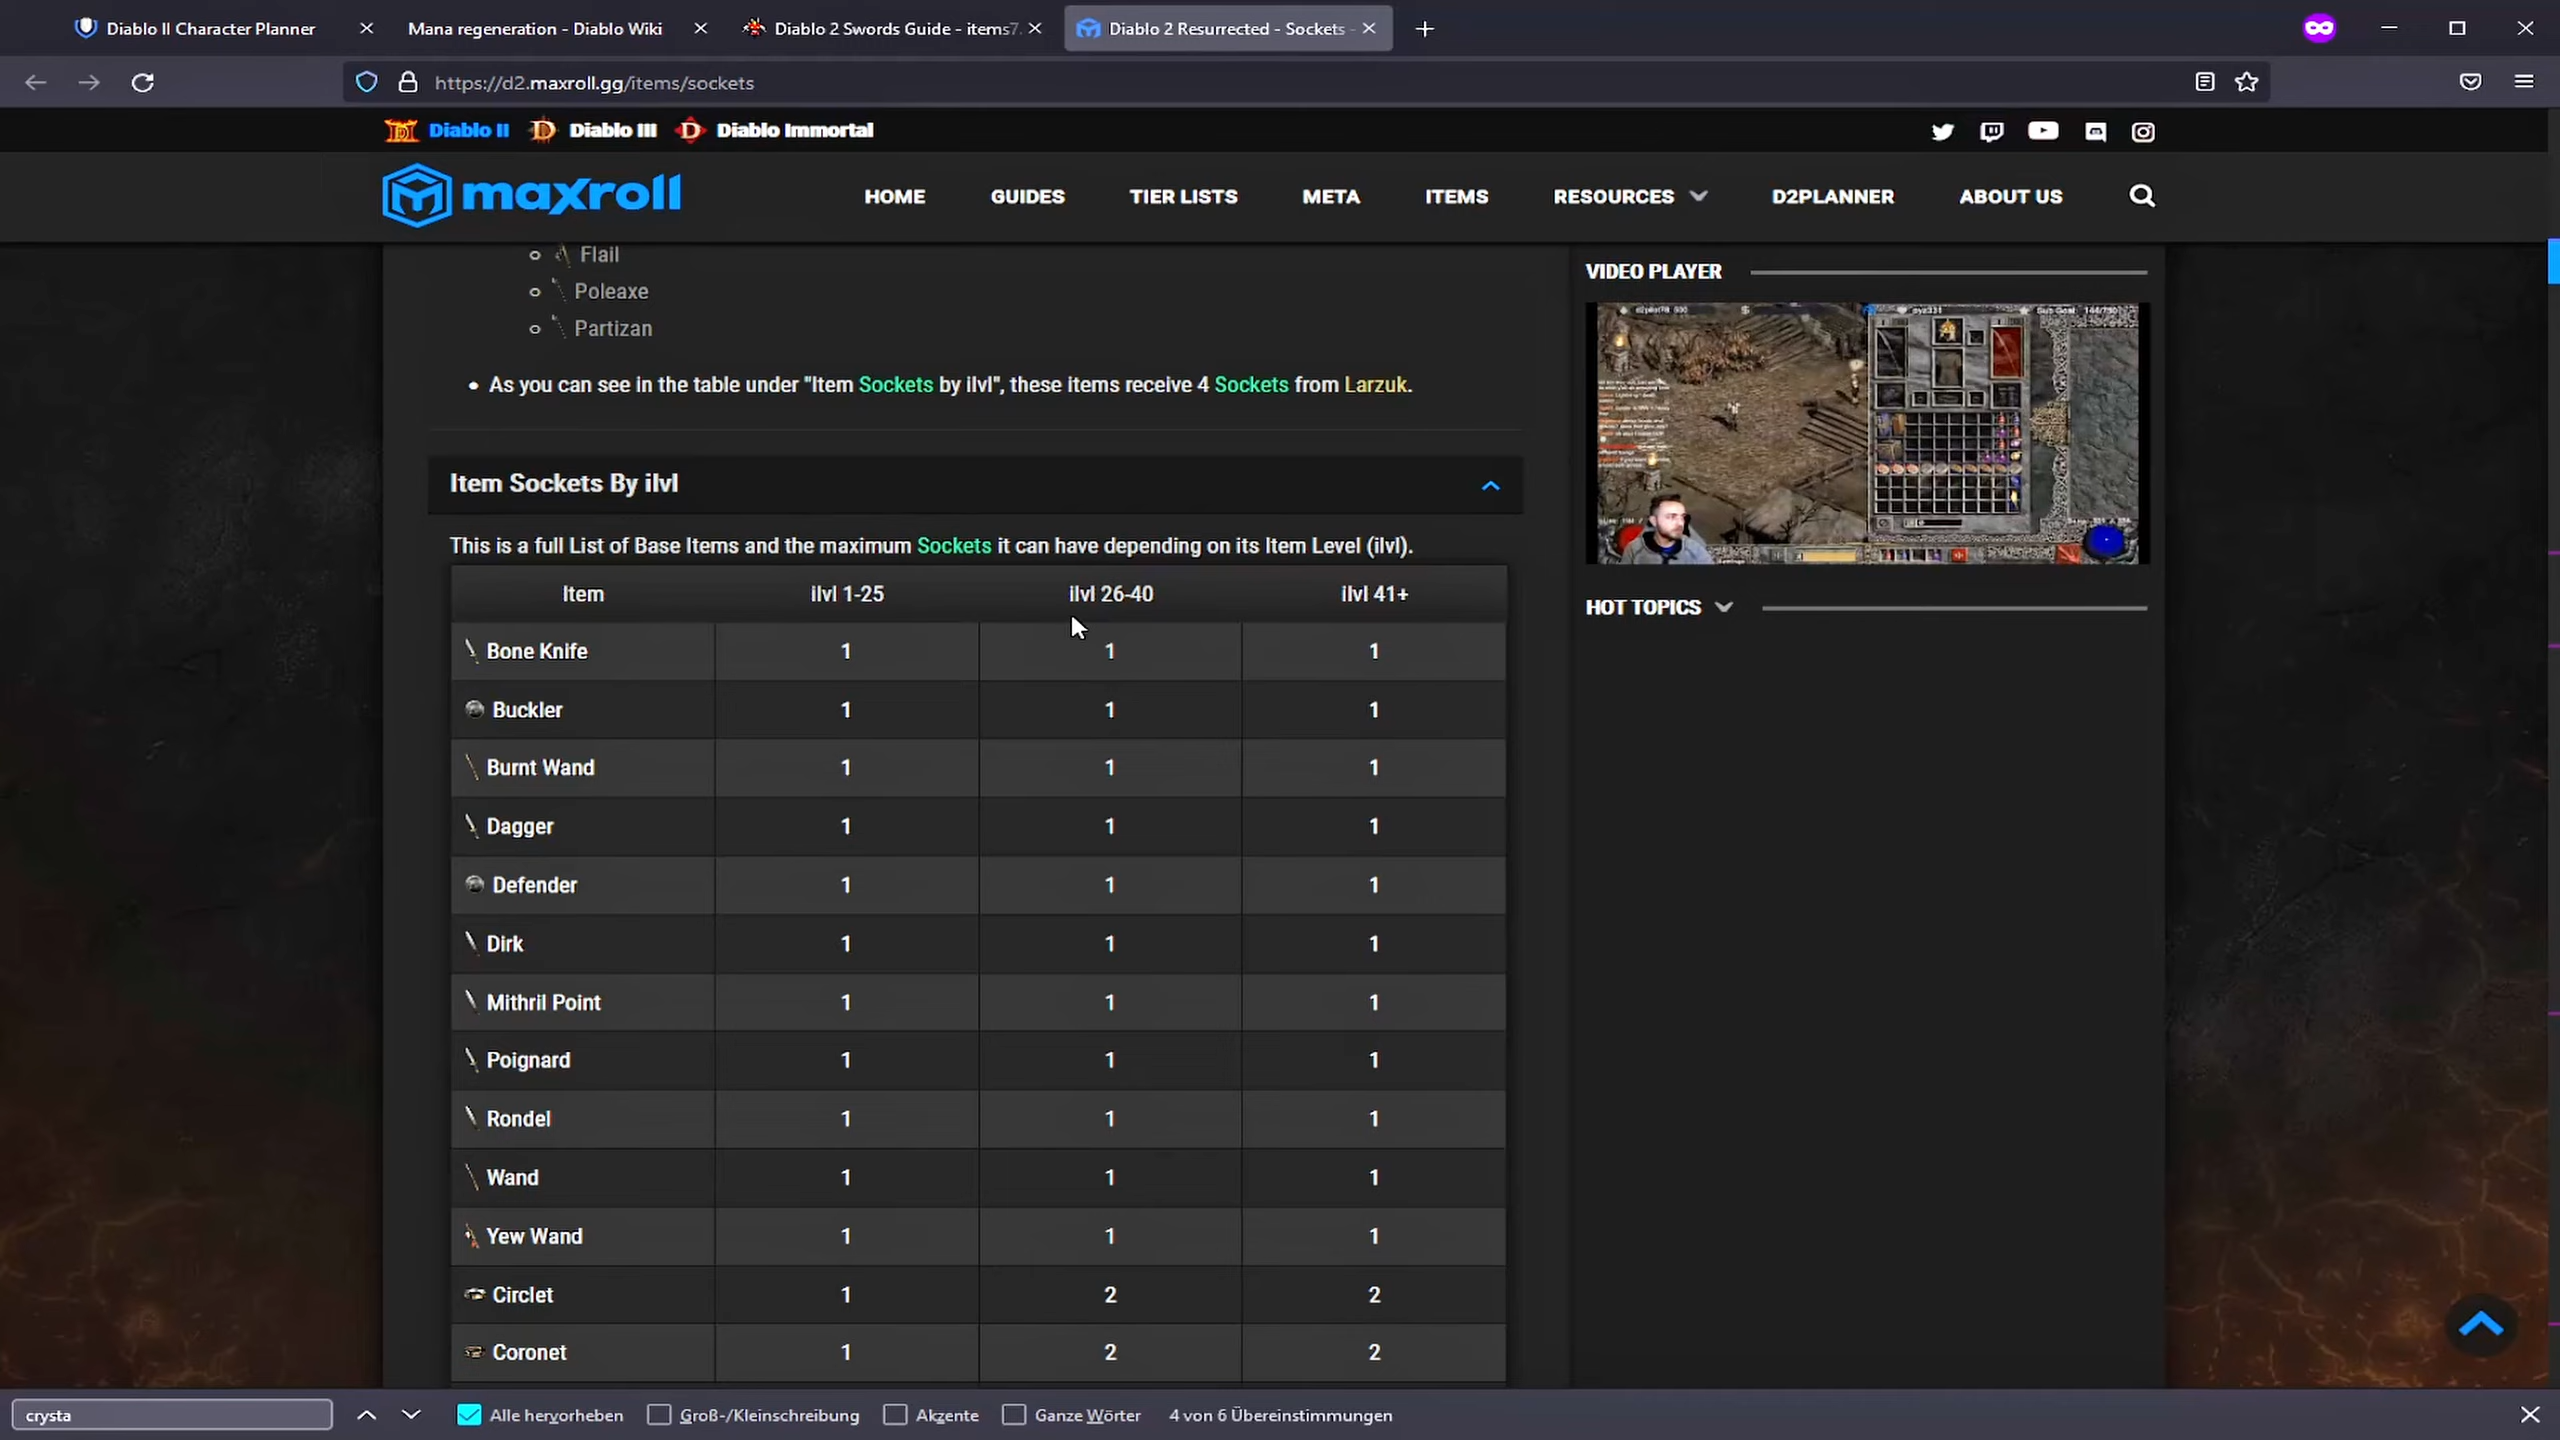 Diablo II Character Planner
Mana regeneration - Diablo Wiki
Diablo 2 Swords Guide - items7.
Diablo 2 Resurrected - Sockets -
https://d2.maxroll.gg/items/sockets
Diablo II
Diablo III
Diablo Immortal
maxroll
HOME
GUIDES
TIER LISTS
META
ITEMS
RESOURCES
D2PLANNER
ABOUT US
Flail
Poleaxe
Partizan
As you can see in the table under "Item Sockets by ilvl", these items receive 4 Sockets from Larzuk.
Item Sockets By ilvl
This is a full List of Base Items and the maximum Sockets it can have depending on its Item Level (ilvl).
Item ilvl 1-25 ilvl 26-40 ilvl 41+
Bone Knife 1 1 1
Buckler 1 1 1
Burnt Wand 1 1 1
Dagger 1 1 1
Defender 1 1 1
Dirk 1 1 1
Mithril Point 1 1 1
Poignard 1 1 1
Rondel 1 1 1
Wand 1 1 1
Yew Wand 1 1 1
Circlet 1 2 2
Coronet 1 2 2
VIDEO PLAYER
HOT TOPICS
crysta
Alle hervorheben
Groß-/Kleinschreibung
Akzente
Ganze Wörter
4 von 6 Übereinstimmungen